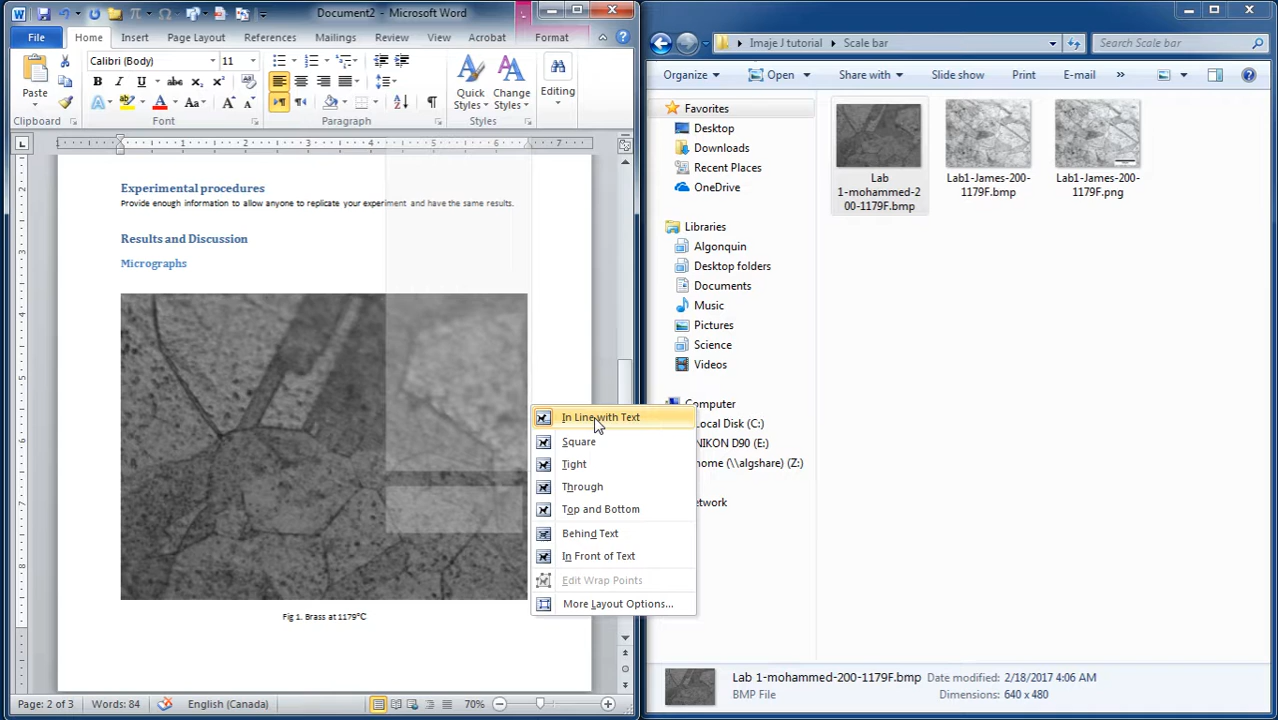 Document2 - Microsoft Word
File
Home
Insert
Page Layout
References
Mailings
Review
View
Acrobat
Format
Calibri (Body)
11
Paste
Quick Styles
Change Styles
Editing
Clipboard
Font
Paragraph
Styles
Experimental procedures
Provide enough information to allow anyone to replicate your experiment and have the same results.
Results and Discussion
Micrographs
Fig 1. Brass at 1179°C
In Line with Text
Square
Tight
Through
Top and Bottom
Behind Text
In Front of Text
Edit Wrap Points
More Layout Options...
Page: 2 of 3
Words: 84
English (Canada)
70%
Imaje J tutorial
Scale bar
Search Scale bar
Organize
Open
Share with
Slide show
Print
E-mail
»
Favorites
Desktop
Downloads
Recent Places
OneDrive
Libraries
Algonquin
Desktop folders
Documents
Music
Pictures
Science
Videos
Computer
Local Disk (C:)
NIKON D90 (E:)
home (\\algshare) (Z:)
etwork
Lab
1-mohammed-2
00-1179F.bmp
Lab1-James-200-
1179F.bmp
Lab1-James-200-
1179F.png
Lab 1-mohammed-200-1179F.bmp
Date modified: 2/18/2017 4:06 AM
BMP File
Dimensions: 640 x 480